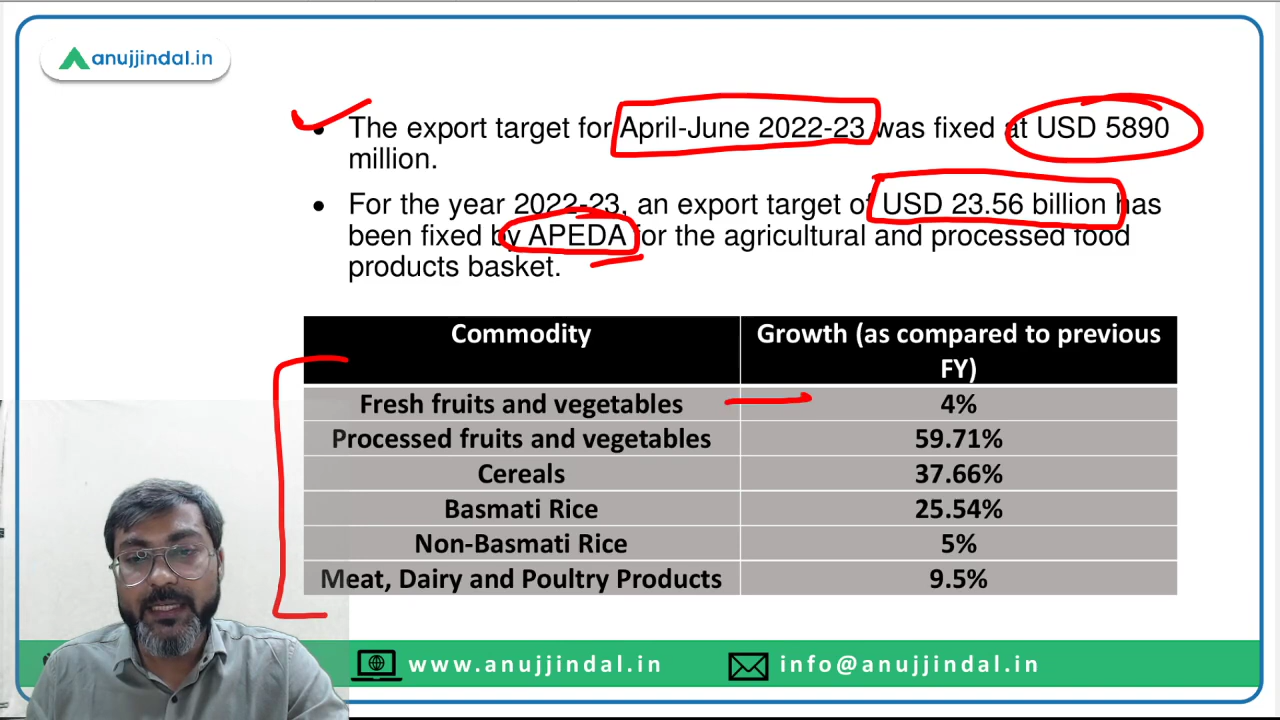 anujjindal.in
The export target for April-June 2022-23 was fixed at USD 5890
million.
For the year 2022-23, an export target of USD 23.56 billion has
been fixed by APEDA for the agricultural and processed food
products basket.
Commodity
Growth (as compared to previous
FY)
Fresh fruits and vegetables 4%
Processed fruits and vegetables 59.71%
Cereals 37.66%
Basmati Rice 25.54%
Non-Basmati Rice 5%
Meat, Dairy and Poultry Products 9.5%
www.anujjindal.in info@anujjindal.in